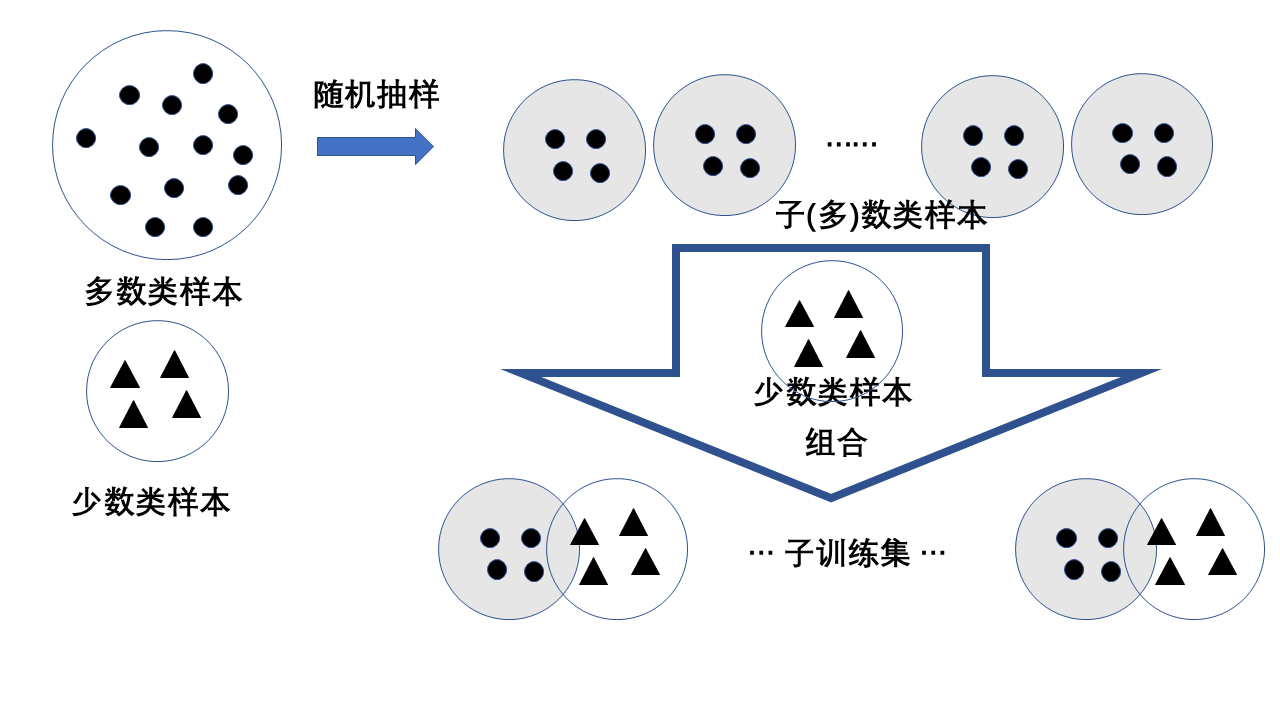 随机抽样
……
子(多)数类样本
多数类样本
少数类样本
少数类样本
组合
… 子训练集 …